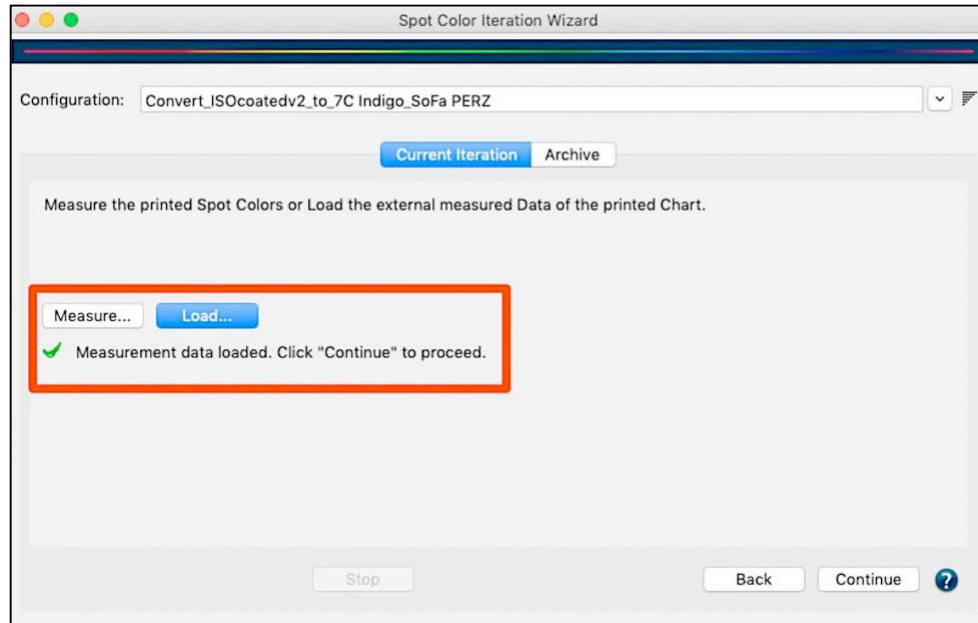 Spot Color Iteration Wizard
Configuration: Convert_ISOcoatedv2_to_7C Indigo_SoFa PERZ
Current Iteration Archive
Measure the printed Spot Colors or Load the external measured Data of the printed Chart.
Measure... Load...
Measurement data loaded. Click "Continue" to proceed.
Stop Back Continue ?